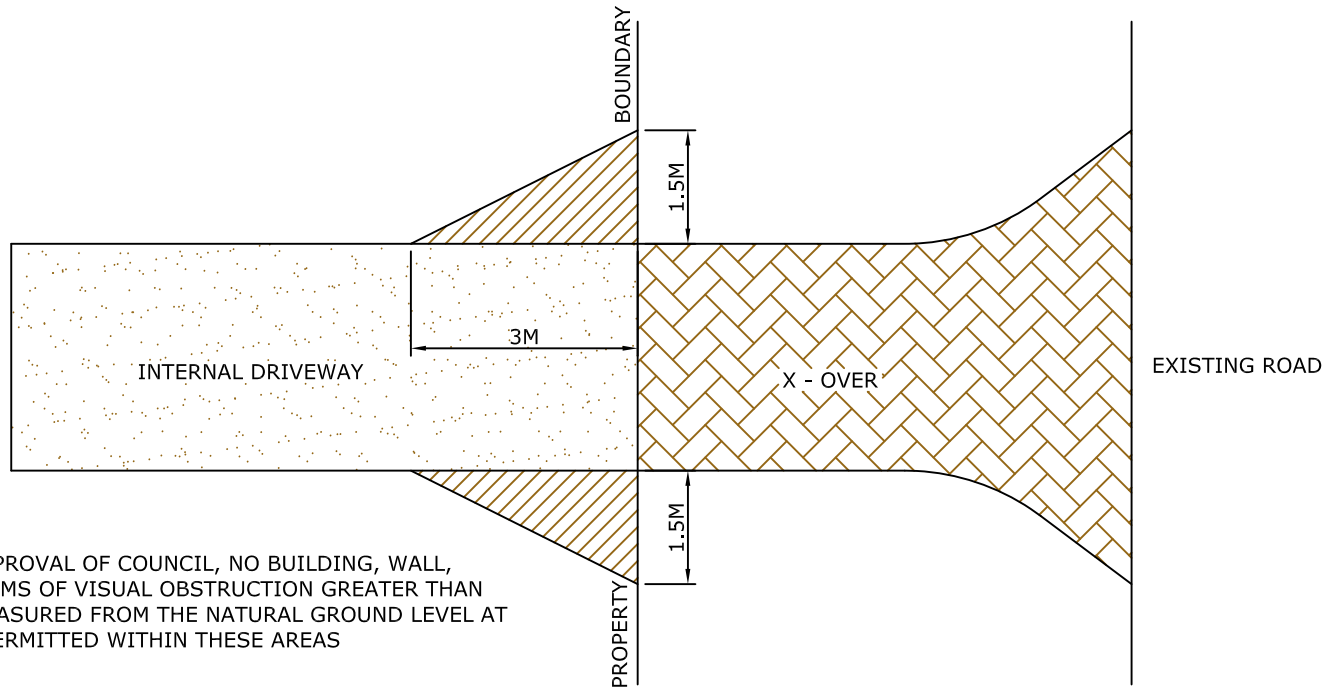 BOUNDARY
1.5M
3M
INTERNAL DRIVEWAY
X - OVER
EXISTING ROAD
1.5M
PROVAL OF COUNCIL, NO BUILDING, WALL,
MS OF VISUAL OBSTRUCTION GREATER THAN
ASURED FROM THE NATURAL GROUND LEVEL AT
ERMITTED WITHIN THESE AREAS
PROPERTY